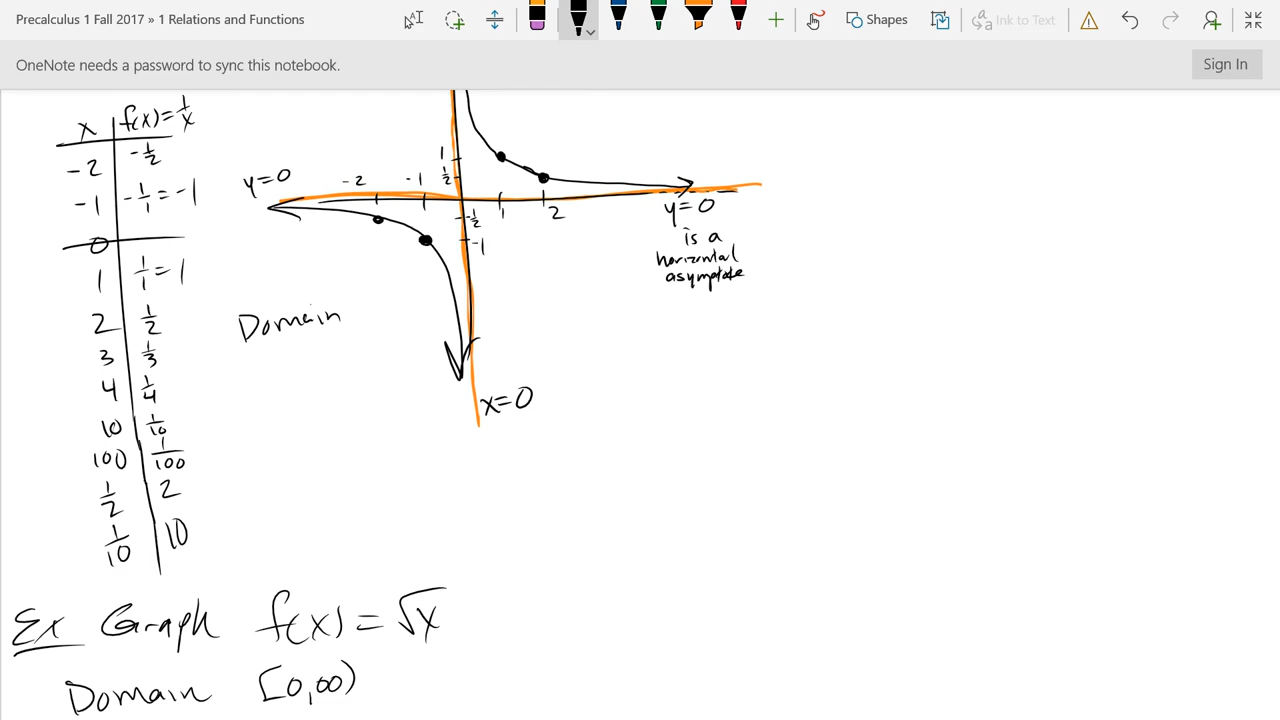 Precalculus 1 Fall 2017 » 1 Relations and Functions
Shapes
Ink to Text
OneNote needs a password to sync this notebook.
Sign In
x f(x)=1/x
-2 -1/2
-1 -1/1=-1
0
1 1/1=1
2 1/2
3 1/3
4 1/4
10 1/10
100 1/100
1/2 2
1/10 10
y=0
-2 -1
1
1/2
1 2
-1/2
-1
y=0
is a
horizontal
asymptote
Domain
x=0
Ex Graph f(x)=√x
Domain [0,∞)